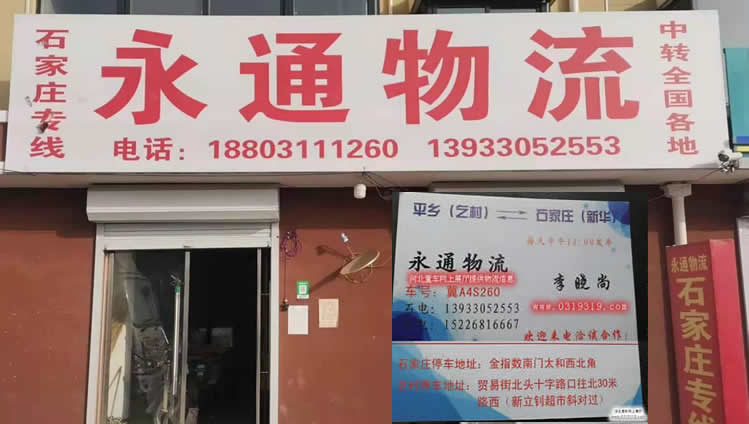 石家庄专线
永通物流
中转全国各地
电话：18803111260 13933052553
平乡（乞村） 石家庄（新华）
每天中午11:00发车
永通物流
李晓尚
河北童车网上展厅提供物流信息
车号：冀A4S260
石电：13933052553
www.0319319.com
15226816667
欢迎来电洽谈合作：
石家庄停车地址：金指数南门太和西北角
停车地址：贸易街北头十字路口往北30米
路西（新立钊超市斜对过）
永通物流
石家庄专线